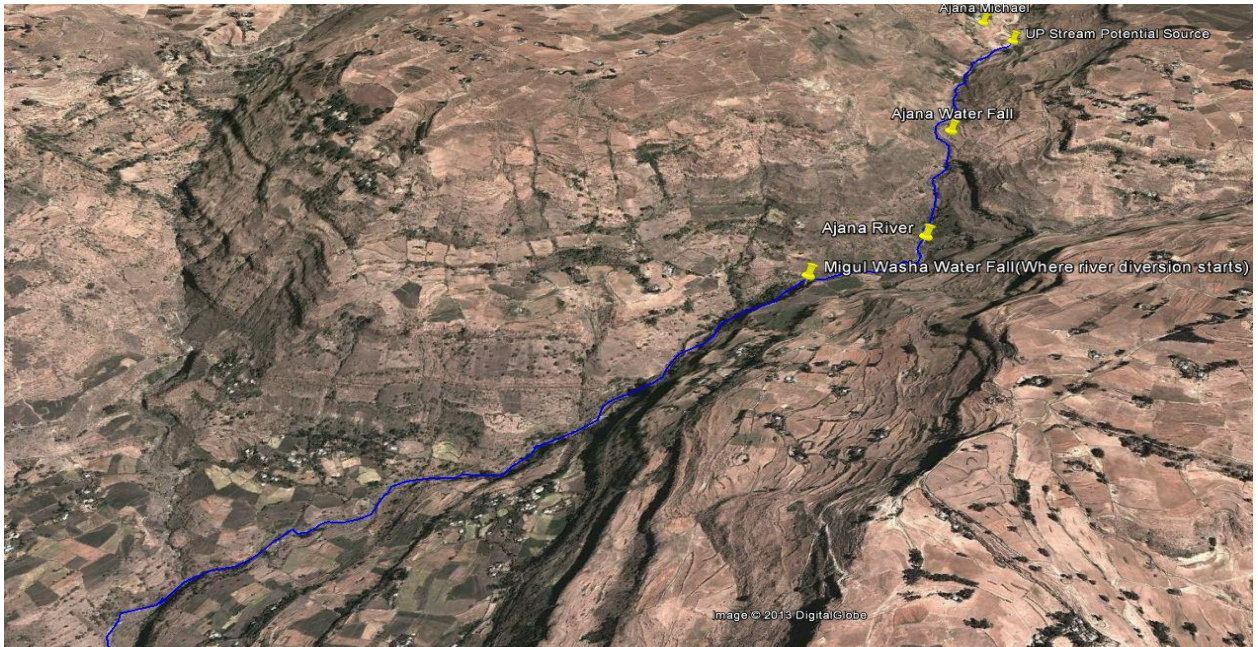 Ajana Michael
UP Stream Potential Source
Ajana Water Fall
Ajana River
Migul Washa Water Fall(Where river diversion starts)
Image © 2013 DigitalGlobe